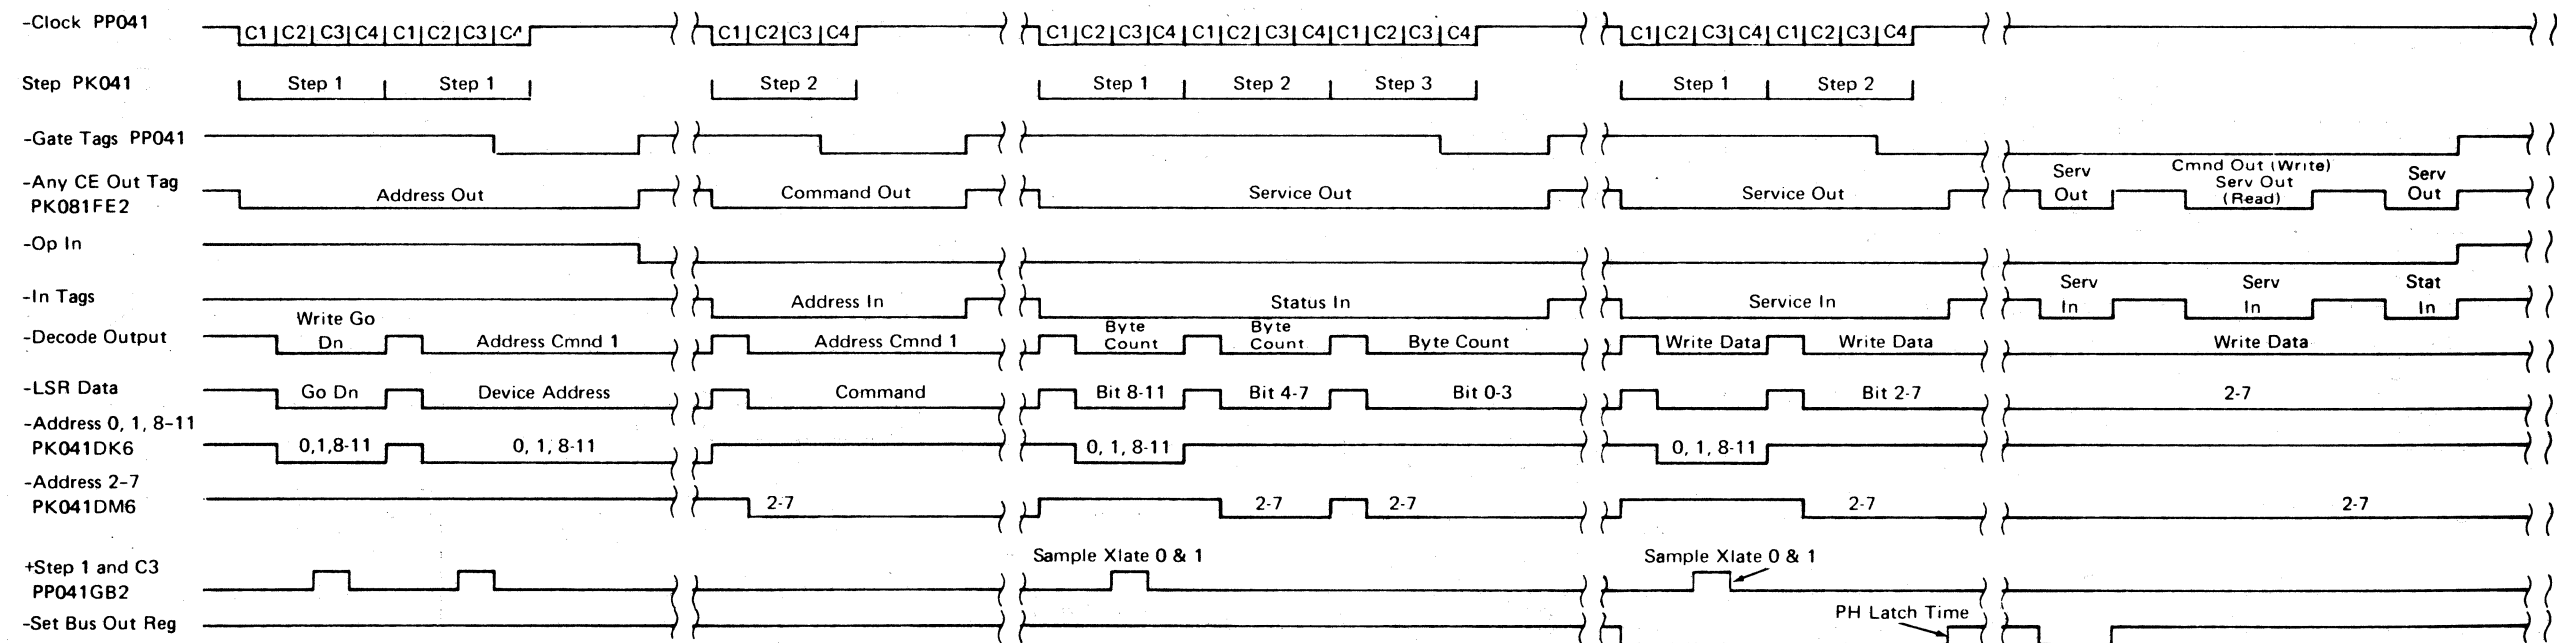 -Clock PP041 C1 C2 C3 C4 C1 C2 C3 C4 C1 C2 C3 C4 C1 C2 C3 C4 C1 C2 C3 C4 C1 C2 C3 C4 C1 C2 C3 C4 C1 C2 C3 C4
Step PK041 Step 1 Step 1 Step 2 Step 1 Step 2 Step 3 Step 1 Step 2
-Gate Tags PP041
-Any CE Out Tag
PK081FE2
Address Out Command Out Service Out Service Out
Serv
Out
Cmnd Out (Write)
Serv Out
(Read)
Serv
Out
-Op In
-In Tags Address In Status In Service In
Serv
In
Serv
In
Stat
In
-Decode Output
Write Go
Dn
Address Cmnd 1 Address Cmnd 1
Byte
Count
Byte
Count
Byte Count Write Data Write Data Write Data
-LSR Data Go Dn Device Address Command Bit 8-11 Bit 4-7 Bit 0-3 Bit 2-7 2-7
-Address 0, 1, 8-11
PK041DK6 0,1,8-11 0, 1, 8-11 0, 1, 8-11 0, 1, 8-11
-Address 2-7
PK041DM6 2-7 2-7 2-7 2-7 2-7
+Step 1 and C3
PP041GB2
Sample Xlate 0 & 1 Sample Xlate 0 & 1
-Set Bus Out Reg PH Latch Time